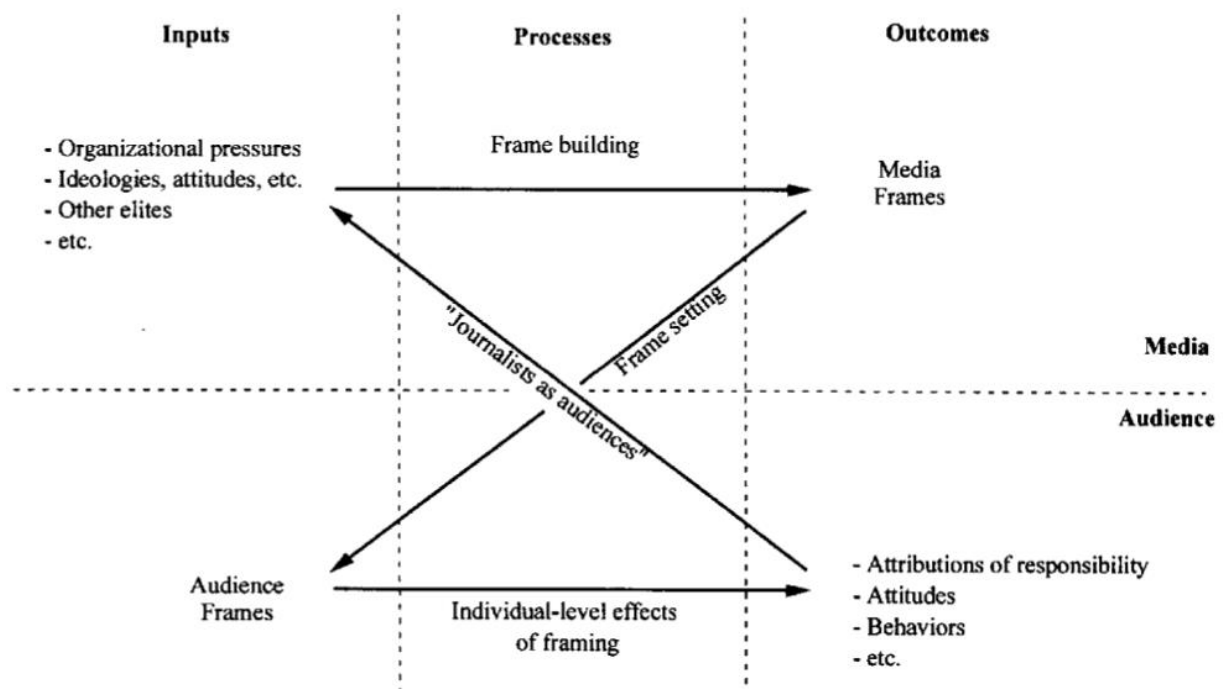 Inputs
Processes
Outcomes
- Organizational pressures
- Ideologies, attitudes, etc.
- Other elites
- etc.
Frame building
Media
Frames
"Journalists as audiences"
Frame setting
Media
Audience
Audience
Frames
Individual-level effects
of framing
- Attributions of responsibility
- Attitudes
- Behaviors
- etc.